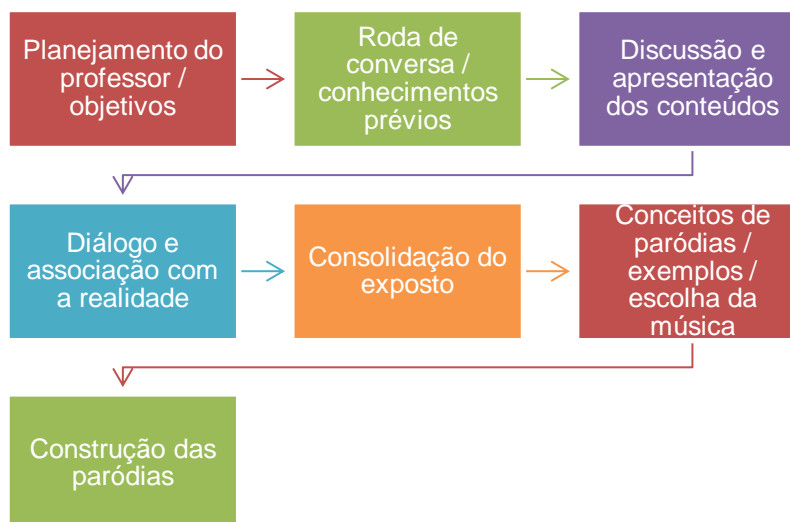 Planejamento do
professor /
objetivos
Roda de
conversa /
conhecimentos
prévios
Discussão e
apresentação
dos conteúdos
Diálogo e
associação com
a realidade
Consolidação do
exposto
Conceitos de
paródias /
exemplos /
escolha da
música
Construção das
paródias